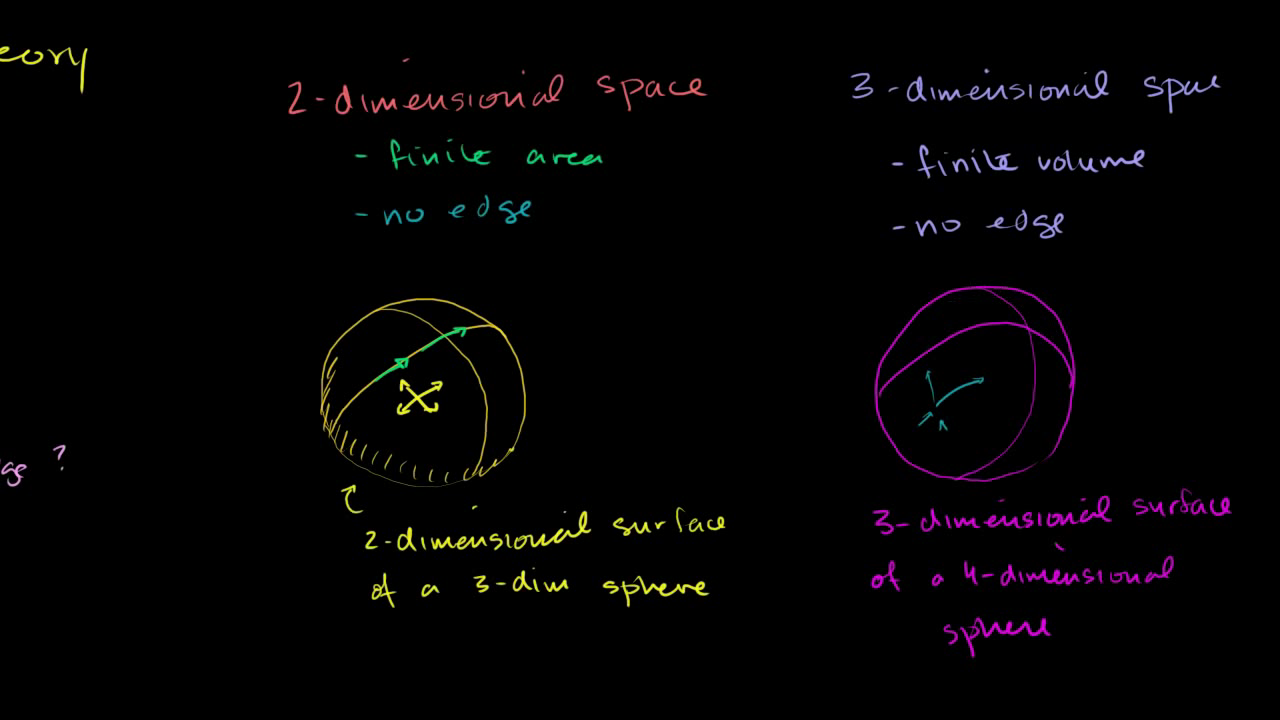 eory
2-dimensional space
- finite area
- no edge
3-dimensional space
- finite volume
- no edge
ge ?
2-dimensional surface
of a 3-dim sphere
3-dimensional surface
of a 4-dimensional
sphere